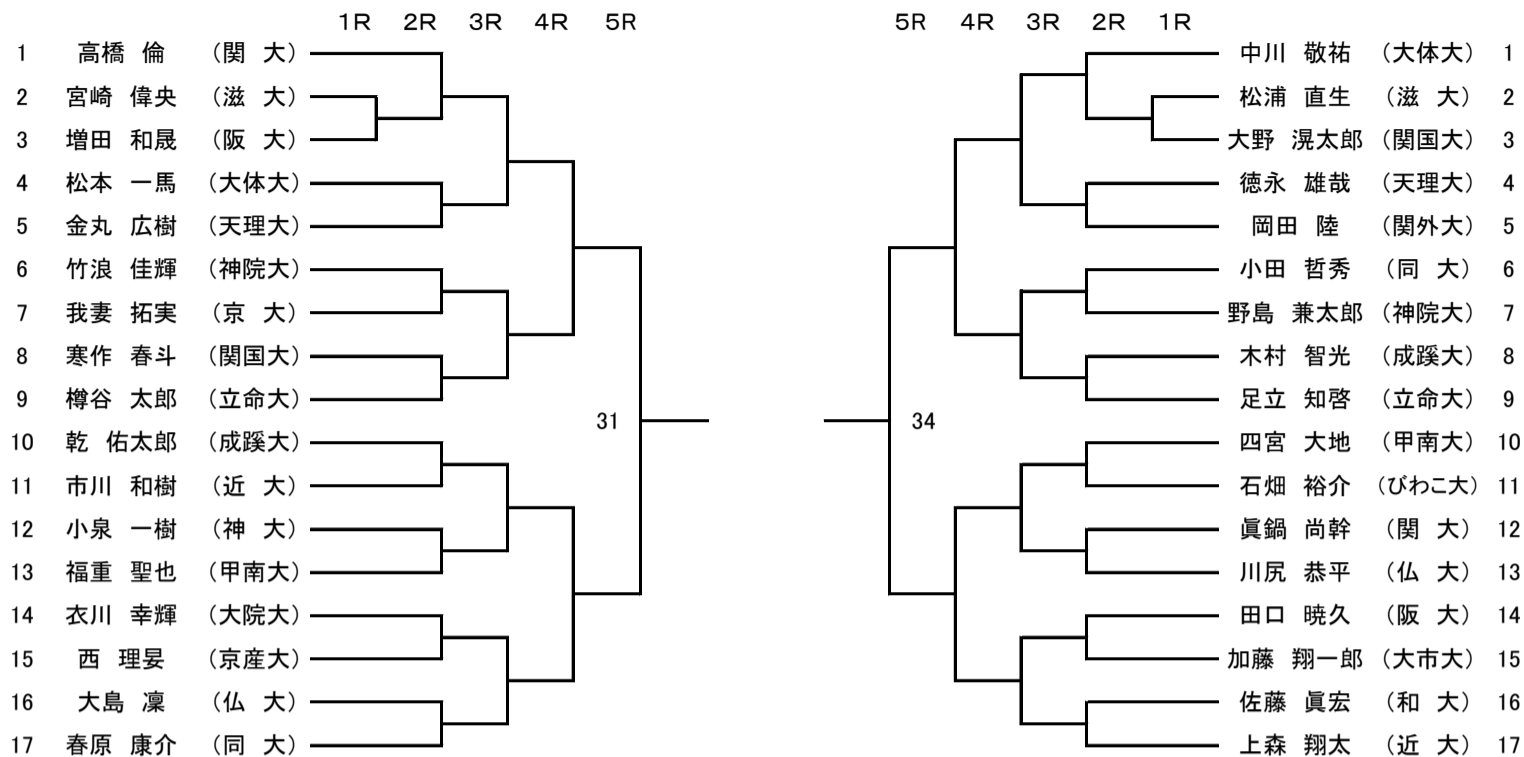 1R 2R 3R 4R 5R
1 高橋 倫 (関 大)
2 宮崎 偉央 (滋 大)
3 増田 和晟 (阪 大)
4 松本 一馬 (大体大)
5 金丸 広樹 (天理大)
6 竹浪 佳輝 (神院大)
7 我妻 拓実 (京 大)
8 寒作 春斗 (関国大)
9 樽谷 太郎 (立命大)
31
10 乾 佑太郎 (成蹊大)
11 市川 和樹 (近 大)
12 小泉 一樹 (神 大)
13 福重 聖也 (甲南大)
14 衣川 幸輝 (大院大)
15 西 理晏 (京産大)
16 大島 凜 (仏 大)
17 春原 康介 (同 大)
5R 4R 3R 2R 1R
中川 敬祐 (大体大) 1
松浦 直生 (滋 大) 2
大野 滉太郎 (関国大) 3
徳永 雄哉 (天理大) 4
岡田 陸 (関外大) 5
小田 哲秀 (同 大) 6
野島 兼太郎 (神院大) 7
木村 智光 (成蹊大) 8
足立 知啓 (立命大) 9
34
四宮 大地 (甲南大) 10
石畑 裕介 (びわこ大) 11
眞鍋 尚幹 (関 大) 12
川尻 恭平 (仏 大) 13
田口 暁久 (阪 大) 14
加藤 翔一郎 (大市大) 15
佐藤 眞宏 (和 大) 16
上森 翔太 (近 大) 17